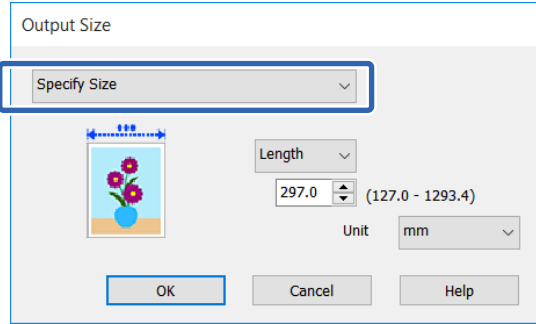 Output Size
Specify Size
Length
297.0 (127.0 - 1293.4)
Unit mm
OK Cancel Help